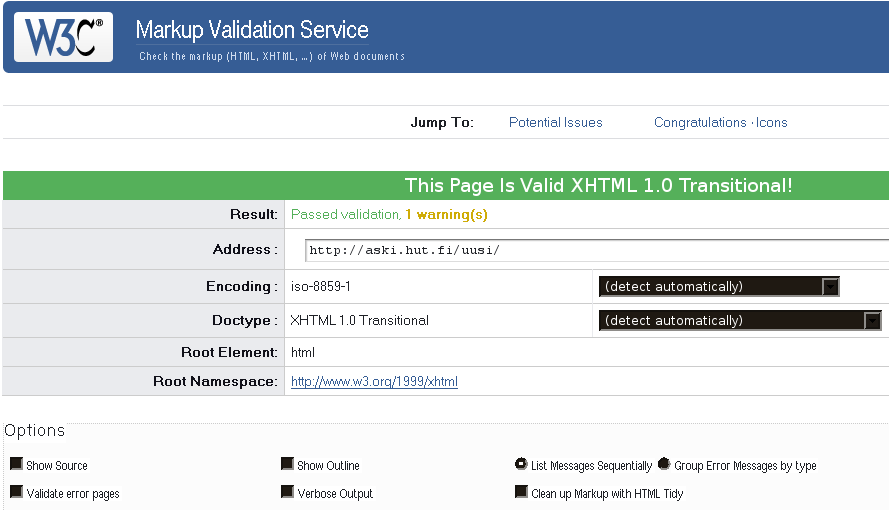 W3C® Markup Validation Service
Check the markup (HTML, XHTML, …) of Web documents
Jump To: Potential Issues Congratulations · Icons
This Page Is Valid XHTML 1.0 Transitional!
Result: Passed validation, 1 warning(s)
Address : http://aski.hut.fi/uusi/
Encoding : iso-8859-1 (detect automatically)
Doctype : XHTML 1.0 Transitional (detect automatically)
Root Element: html
Root Namespace: http://www.w3.org/1999/xhtml
Options
Show Source Show Outline List Messages Sequentially Group Error Messages by type
Validate error pages Verbose Output Clean up Markup with HTML Tidy